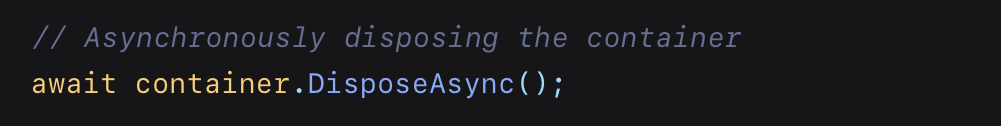 // Asynchronously disposing the container
await container.DisposeAsync();